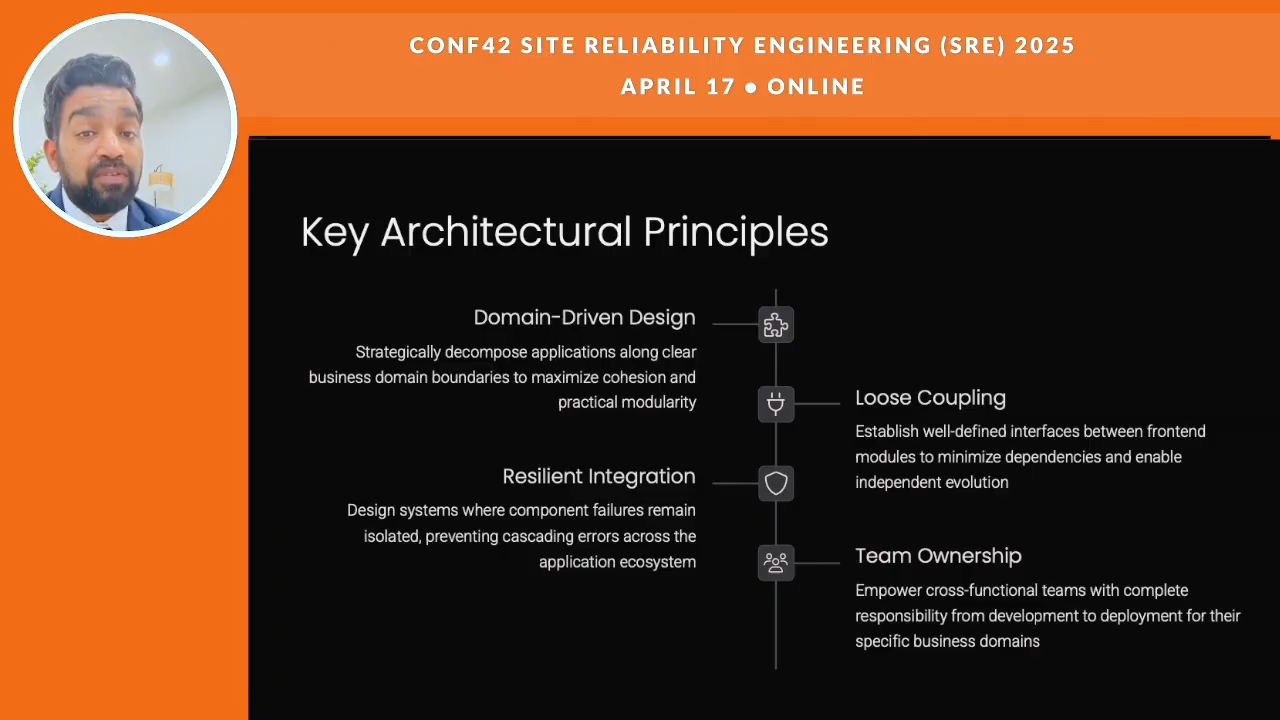 CONF42 SITE RELIABILITY ENGINEERING (SRE) 2025
APRIL 17 ● ONLINE
Key Architectural Principles
Domain-Driven Design
Strategically decompose applications along clear
business domain boundaries to maximize cohesion and
practical modularity
Loose Coupling
Establish well-defined interfaces between frontend
modules to minimize dependencies and enable
independent evolution
Resilient Integration
Design systems where component failures remain
isolated, preventing cascading errors across the
application ecosystem
Team Ownership
Empower cross-functional teams with complete
responsibility from development to deployment for their
specific business domains